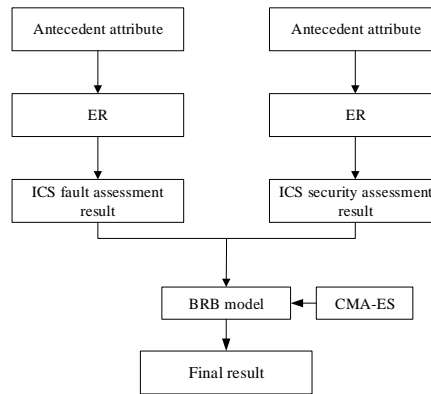 Antecedent attribute
Antecedent attribute
ER
ER
ICS fault assessment
result
ICS security assessment
result
BRB model
CMA-ES
Final result